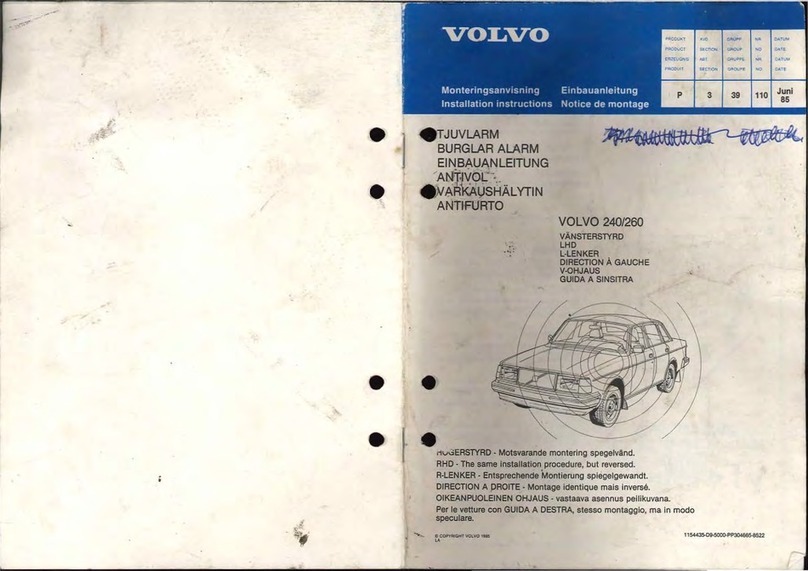 VOLVO
PRODUKT AVD. GRUPP NR. DATUM
PRODUCT SECTION GROUP NO DATE
ERZEUGNIS ABT. GRUPPE NR. DATUM
PRODUIT SECTION GROUPE NO DATE
P 3 39 110 Juni 85
Monteringsanvisning Einbauanleitung
Installation instructions Notice de montage
TJUVLARM
BURGLAR ALARM
EINBAUANLEITUNG
ANTIVOL
VARKAUSHÄLYTIN
ANTIFURTO
VOLVO 240/260
VÄNSTERSTYRD
LHD
L-LENKER
DIRECTION À GAUCHE
V-OHJAUS
GUIDA A SINSITRA
HÖGERSTYRD - Motsvarande montering spegelvänd.
RHD - The same installation procedure, but reversed.
R-LENKER - Entsprechende Montierung spiegelgewandt.
DIRECTION A DROITE - Montage identique mais inversé.
OIKEANPUOLEINEN OHJAUS - vastaava asennus peilikuvana.
Per le vetture con GUIDA A DESTRA, stesso montaggio, ma in modo
speculare.
© COPYRIGHT VOLVO 1985
LA
1154435-D9-5000-PP304665-8522